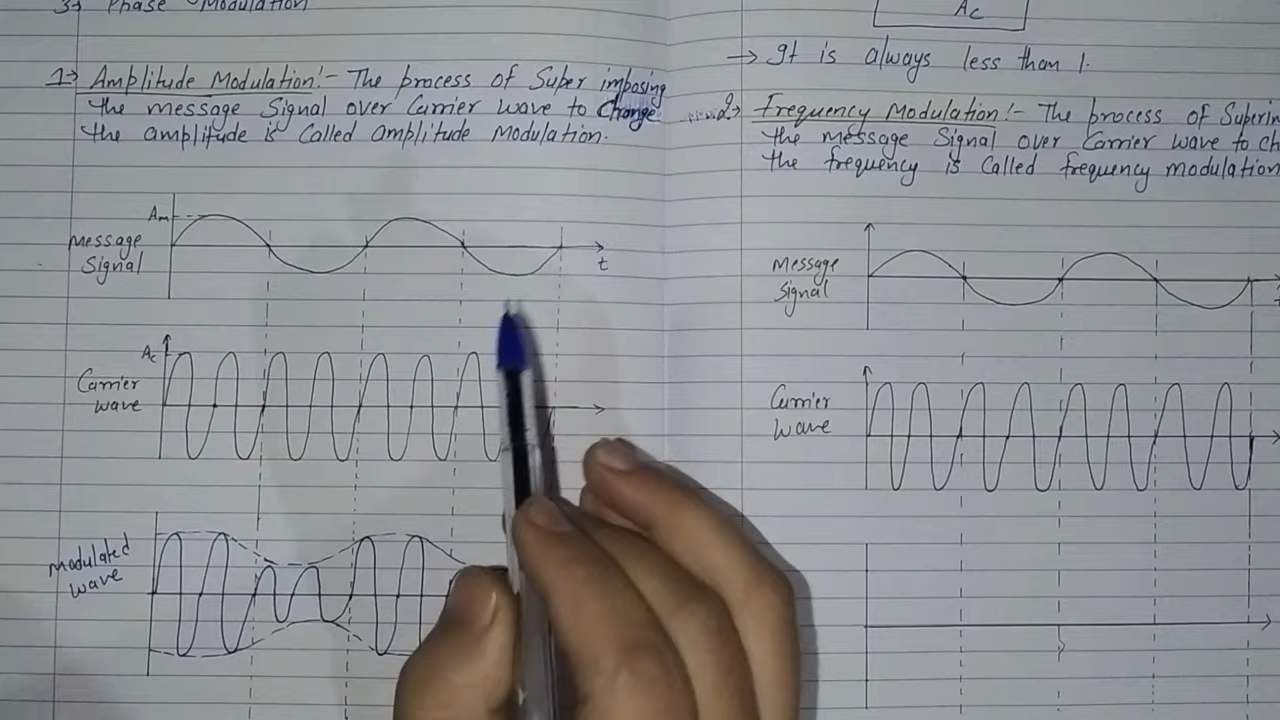 3→ Phase Modulation
1→ Amplitude Modulation:- The process of Super imposing
the message Signal over Carrier wave to Change
the amplitude is Called amplitude modulation.
Am
Message
Signal
t
Ac
Carrier
wave
Modulated
wave
Ac
→ It is always less than 1.
2→ Frequency Modulation:- The process of Superim
the message Signal over Carrier wave to ch
the frequency is Called frequency modulation
Message
Signal
Carrier
Wave